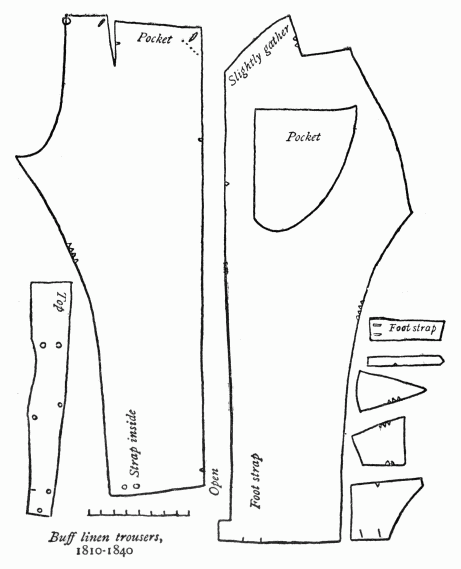 Pocket
Slightly gather
Pocket
Top
Foot strap
Strap inside
Open
Foot strap
Buff linen trousers,
1810-1840